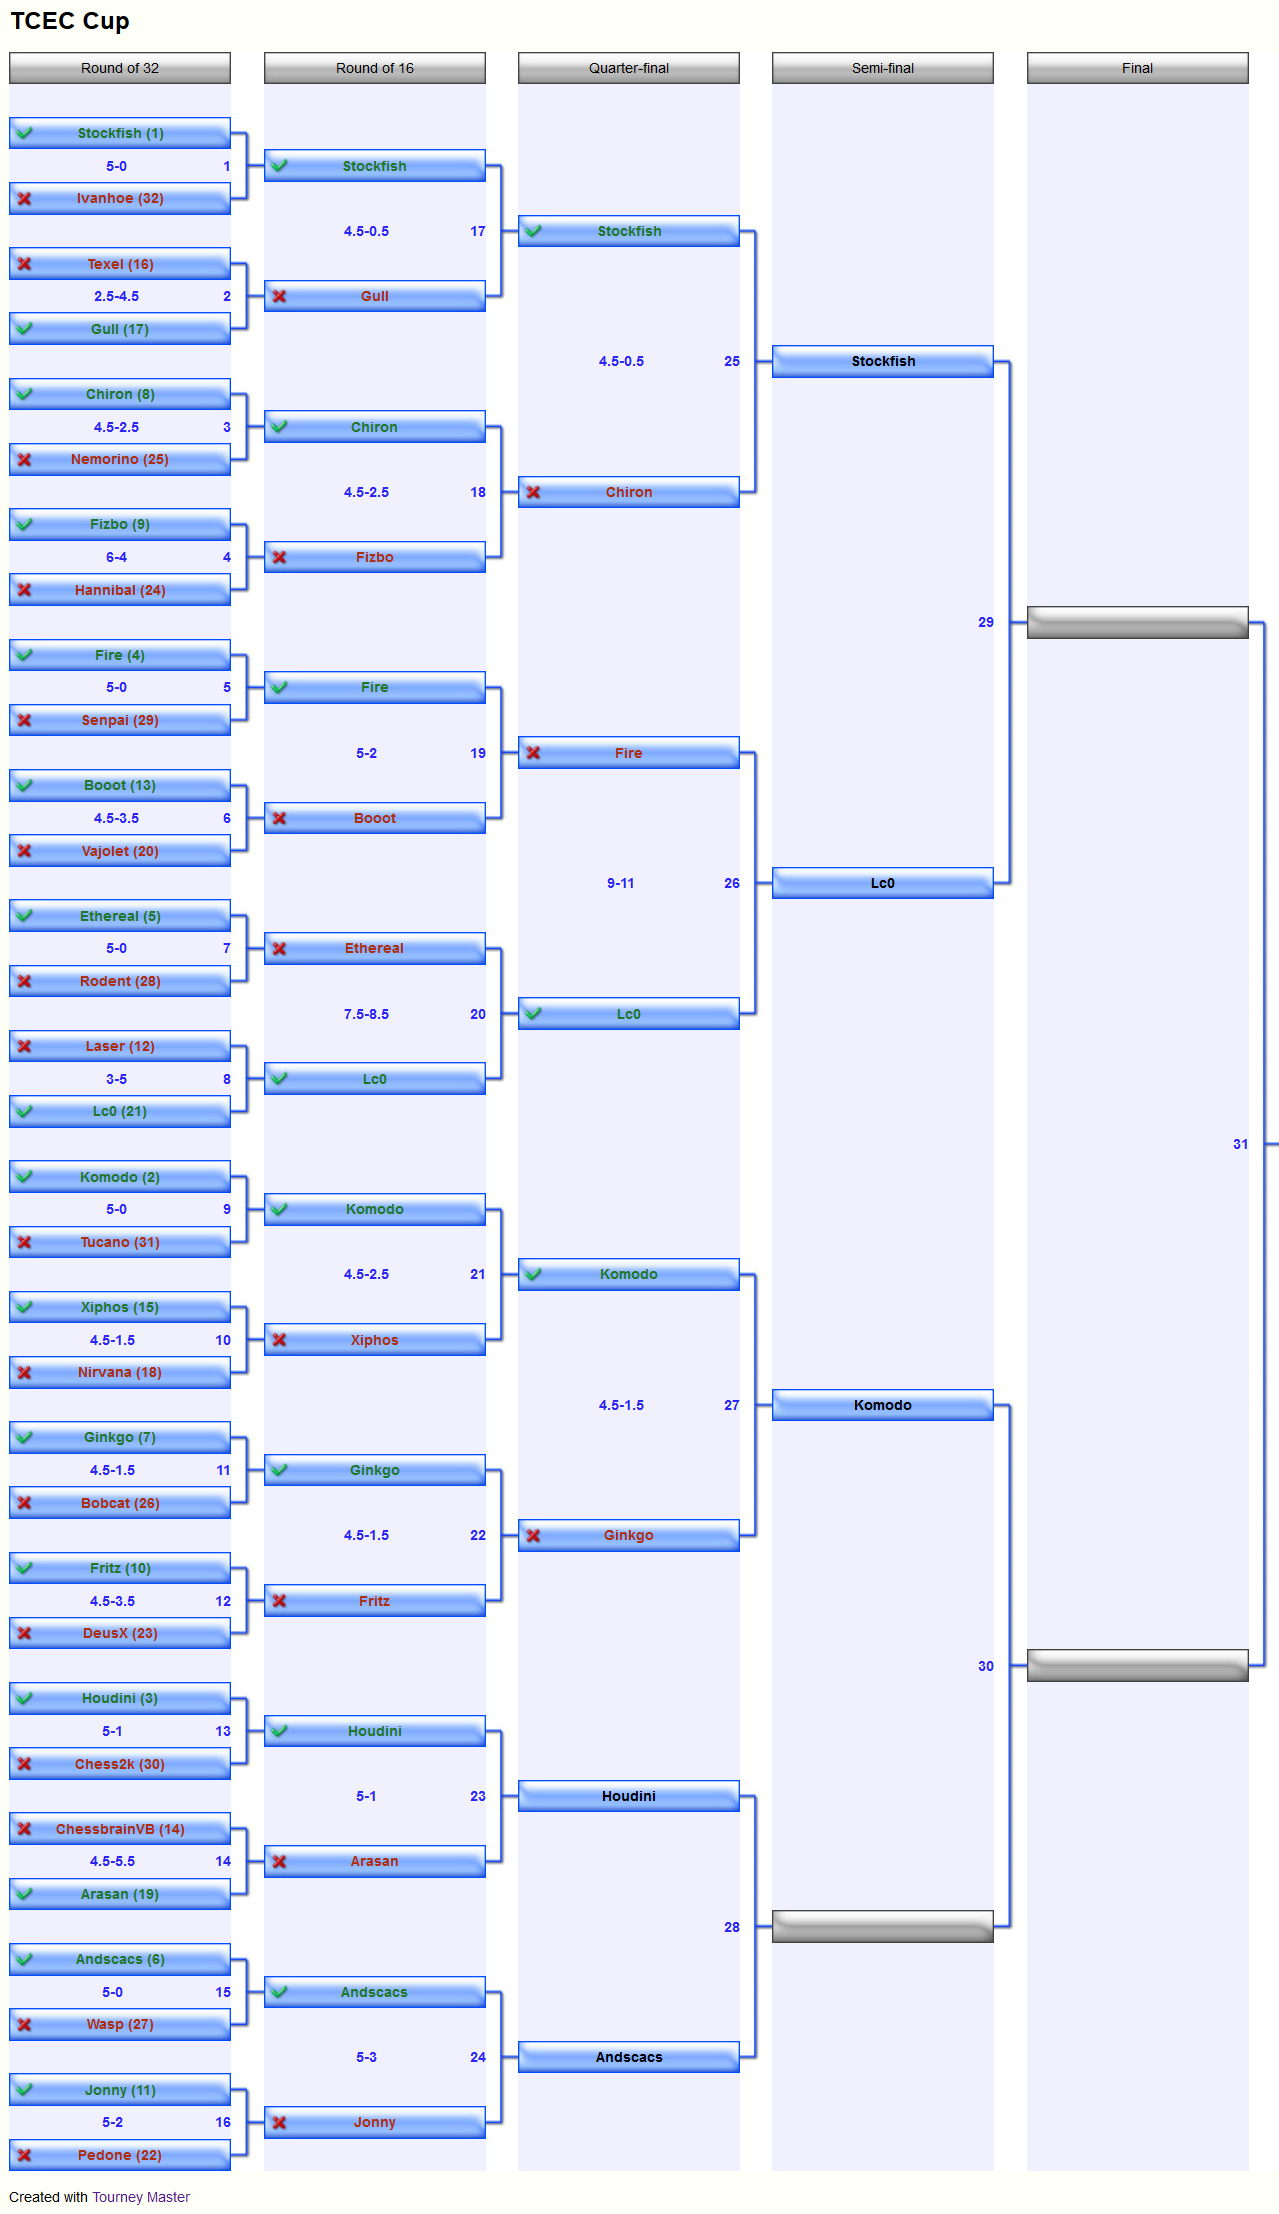 TCEC Cup
Round of 32
Round of 16
Quarter-final
Semi-final
Final
Stockfish (1)
5-0 1
Ivanhoe (32)
Texel (16)
2.5-4.5 2
Gull (17)
Chiron (8)
4.5-2.5 3
Nemorino (25)
Fizbo (9)
6-4 4
Hannibal (24)
Fire (4)
5-0 5
Senpai (29)
Booot (13)
4.5-3.5 6
Vajolet (20)
Ethereal (5)
5-0 7
Rodent (28)
Laser (12)
3-5 8
Lc0 (21)
Komodo (2)
5-0 9
Tucano (31)
Xiphos (15)
4.5-1.5 10
Nirvana (18)
Ginkgo (7)
4.5-1.5 11
Bobcat (26)
Fritz (10)
4.5-3.5 12
DeusX (23)
Houdini (3)
5-1 13
Chess2k (30)
ChessbrainVB (14)
4.5-5.5 14
Arasan (19)
Andscacs (6)
5-0 15
Wasp (27)
Jonny (11)
5-2 16
Pedone (22)
Stockfish
4.5-0.5 17
Gull
Chiron
4.5-2.5 18
Fizbo
Fire
5-2 19
Booot
Ethereal
7.5-8.5 20
Lc0
Komodo
4.5-2.5 21
Xiphos
Ginkgo
4.5-1.5 22
Fritz
Houdini
5-1 23
Arasan
Andscacs
5-3 24
Jonny
Stockfish
4.5-0.5 25
Chiron
Fire
9-11 26
Lc0
Komodo
4.5-1.5 27
Ginkgo
Houdini
28
Andscacs
Stockfish
29
Lc0
Komodo
30
31
Created with Tourney Master